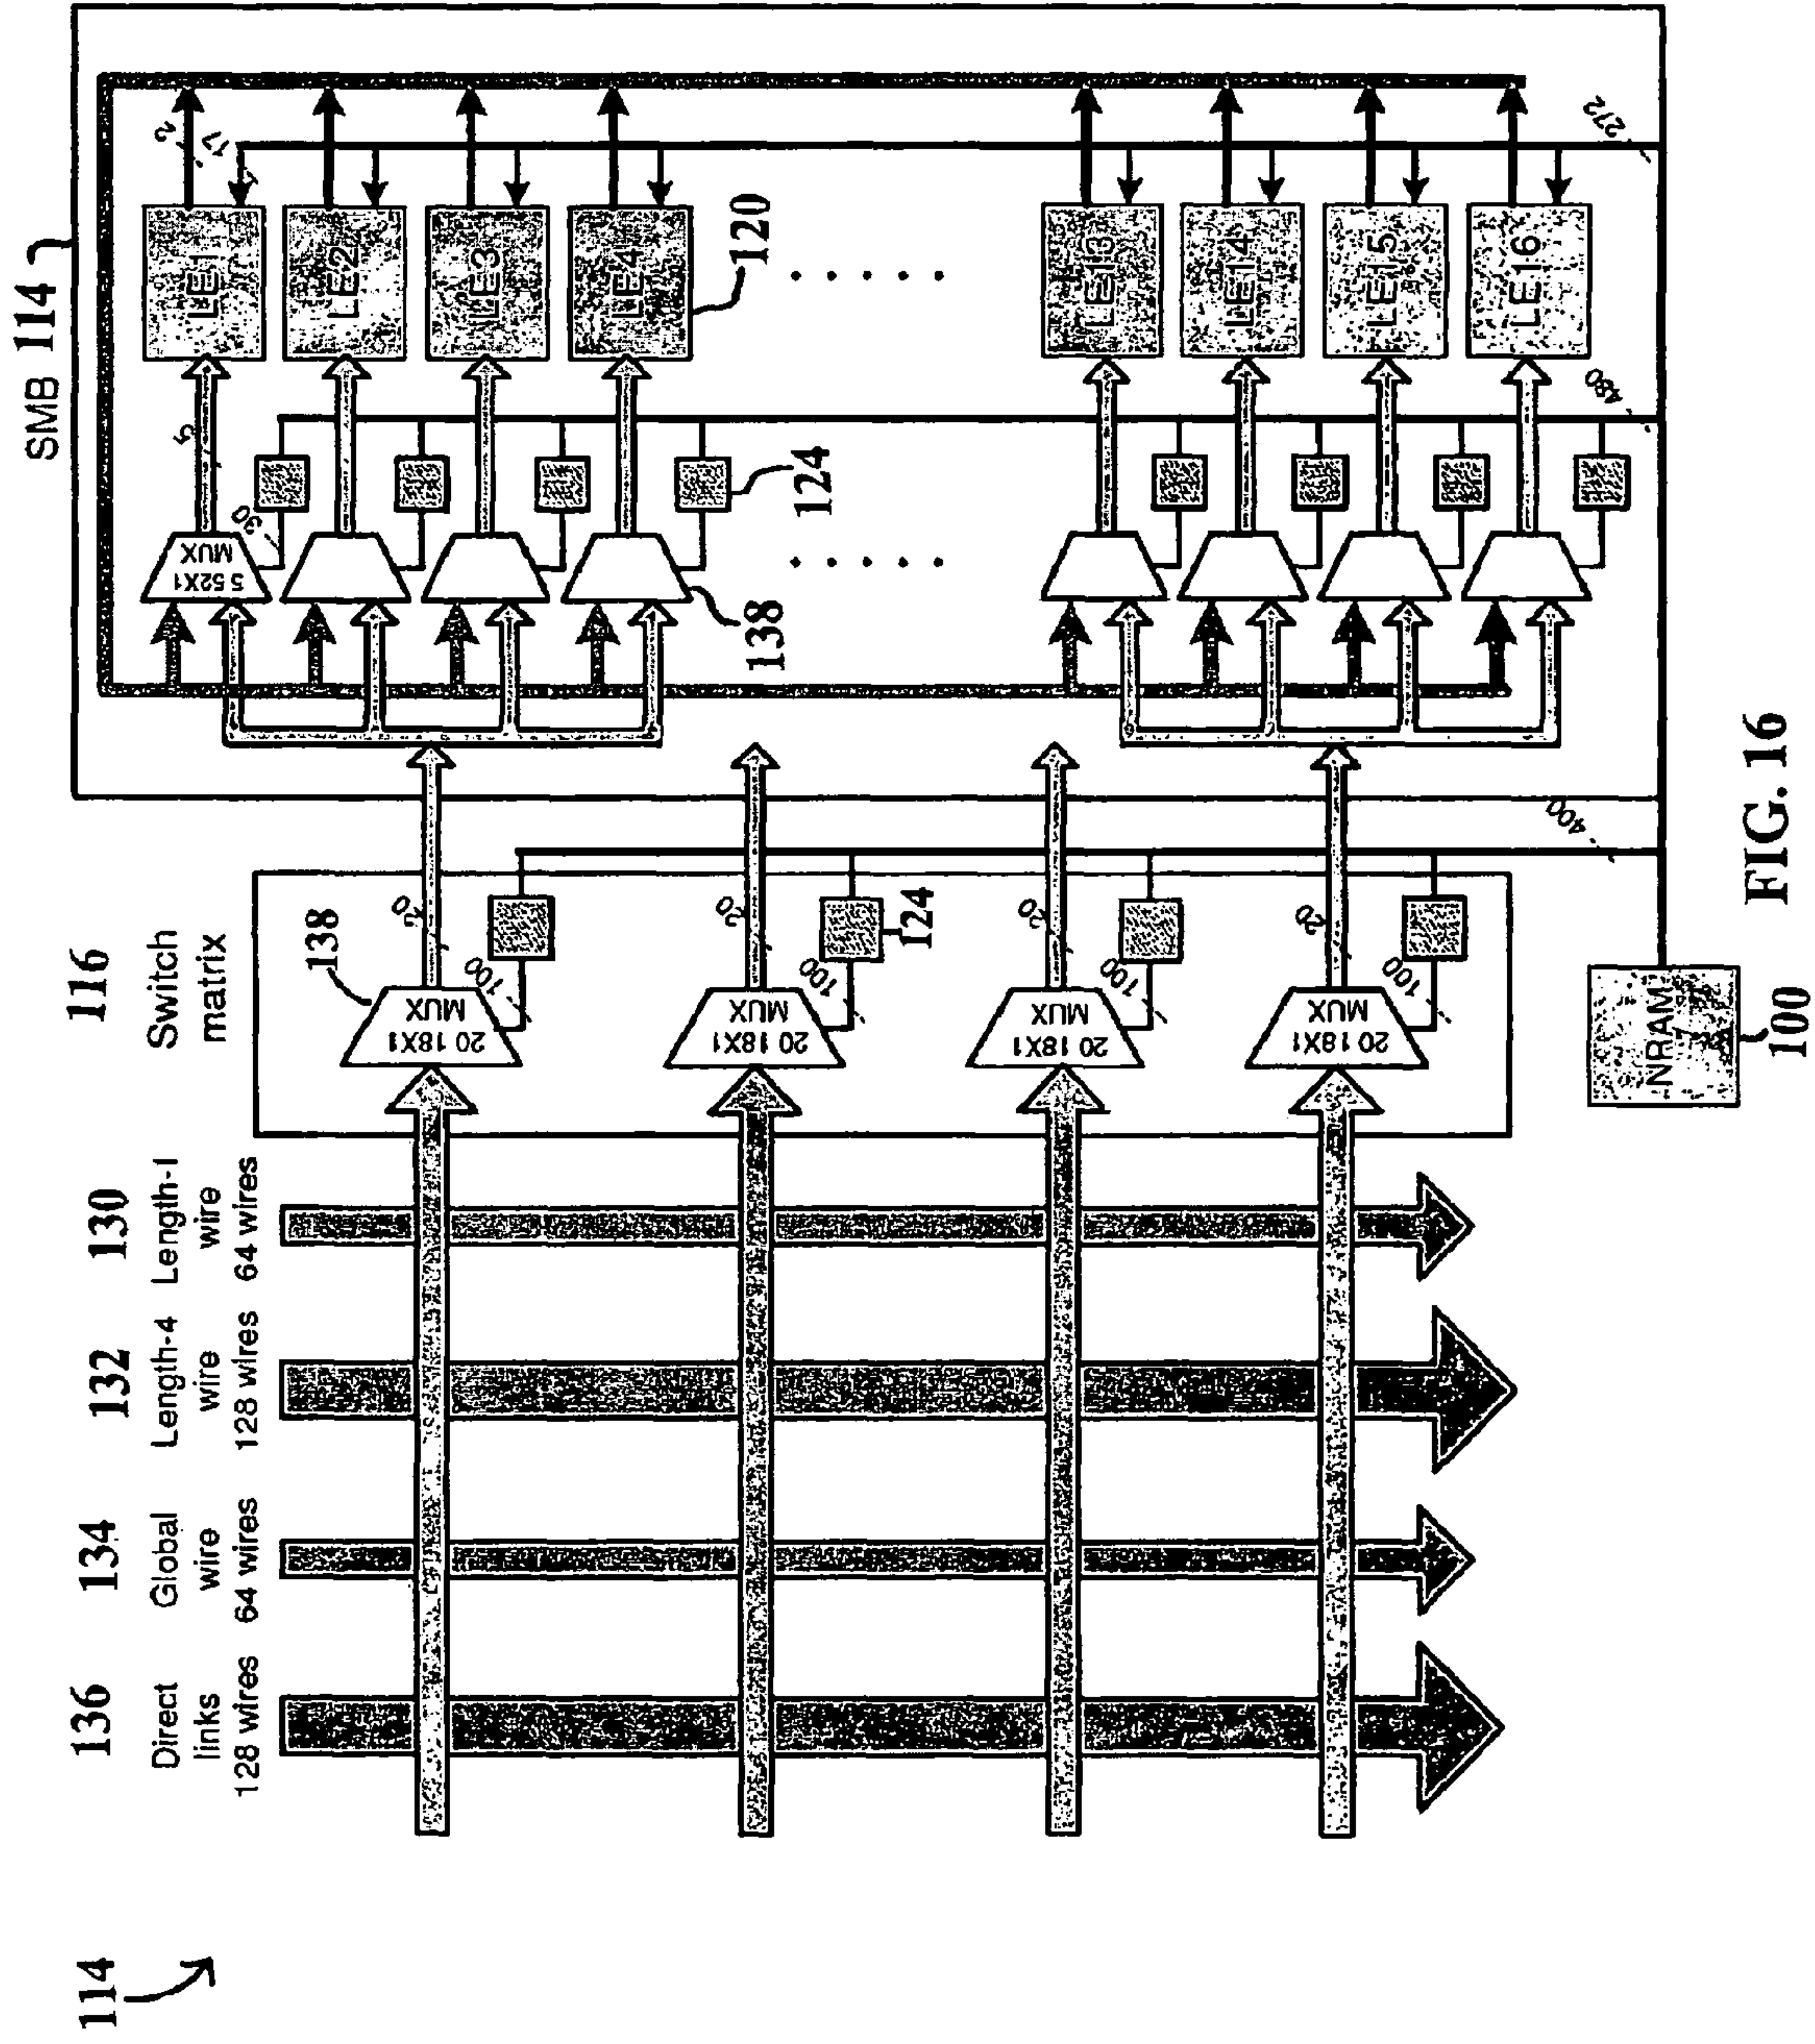 114
136
Direct
links
128 wires
134
Global
wire
64 wires
132
Length-4
wire
128 wires
130
Length-1
wire
64 wires
116
Switch
matrix
138
20 18X1
MUX
20
100
20 18X1
MUX
20
100
124
20 18X1
MUX
20
100
20 18X1
MUX
20
100
400
NRAM
100
SMB 114
5 52X1
MUX
30
5
138
124
480
LE1
LE2
LE3
LE4
120
LE13
LE14
LE15
LE16
2
17
272
FIG. 16